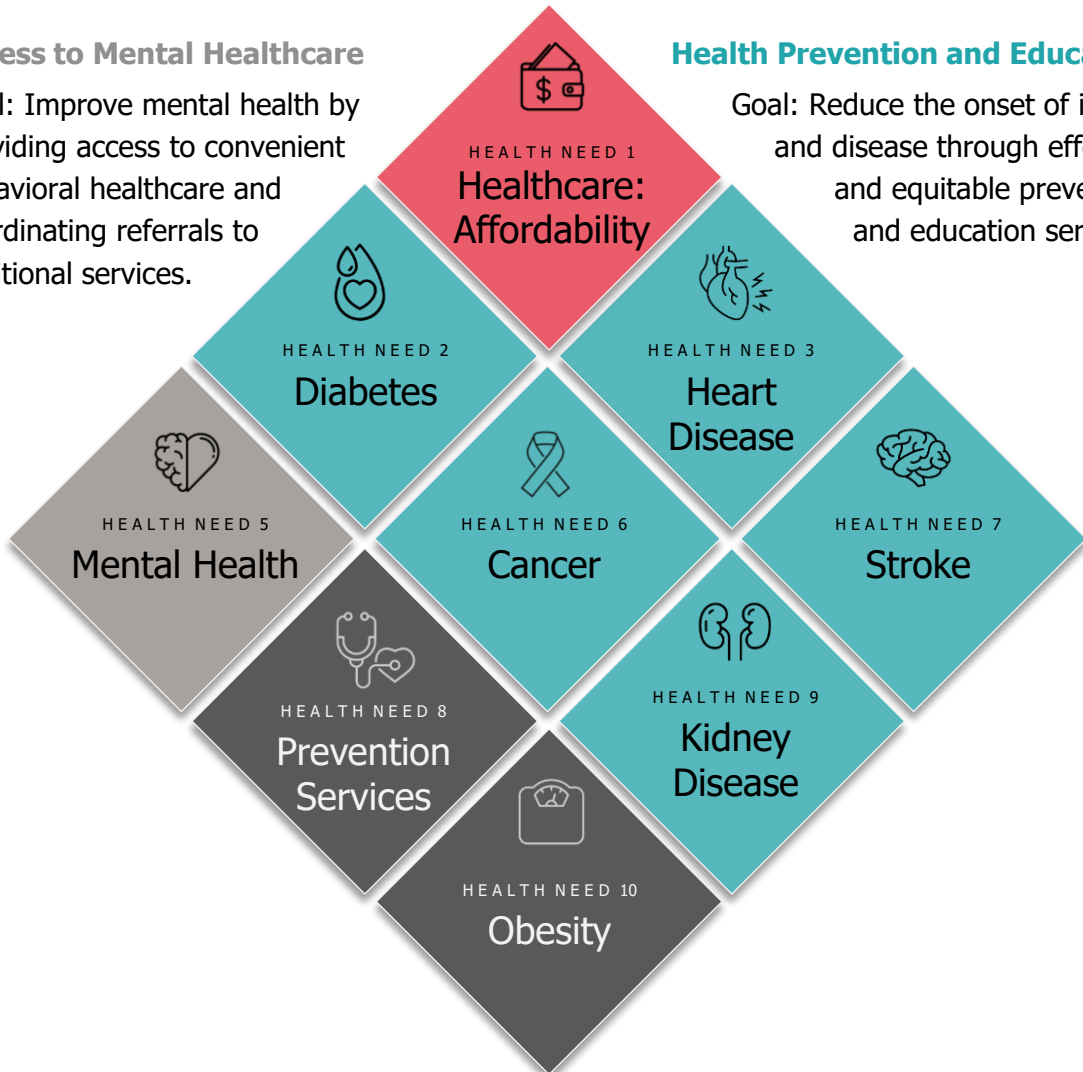 ess to Mental Healthcare
l: Improve mental health by
viding access to convenient
avioral healthcare and
rdinating referrals to
itional services.
Health Prevention and Educa
Goal: Reduce the onset of i
and disease through effe
and equitable preve
and education ser
$
HEALTH NEED 1
Healthcare:
Affordability
HEALTH NEED 2
Diabetes
HEALTH NEED 3
Heart
Disease
HEALTH NEED 5
Mental Health
HEALTH NEED 6
Cancer
HEALTH NEED 7
Stroke
HEALTH NEED 8
Prevention
Services
HEALTH NEED 9
Kidney
Disease
HEALTH NEED 10
Obesity